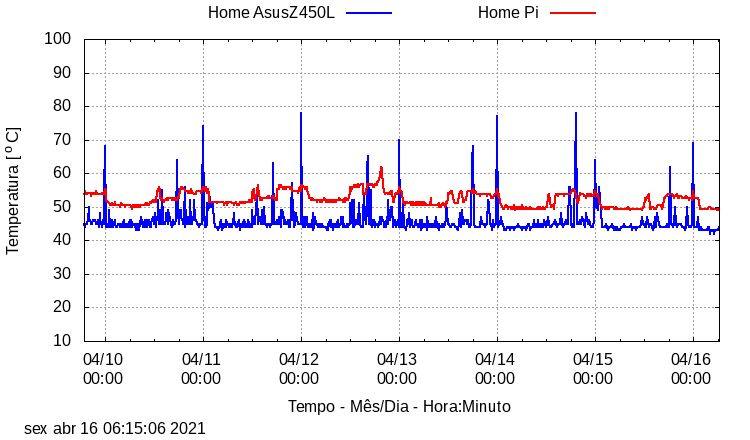 Home AsusZ450L Home Pi
100
90
80
70
60
50
40
30
20
10
Temperatura [ º C]
04/10 04/11 04/12 04/13 04/14 04/15 04/16
00:00 00:00 00:00 00:00 00:00 00:00 00:00
Tempo - Mês/Dia - Hora:Minuto
sex abr 16 06:15:06 2021